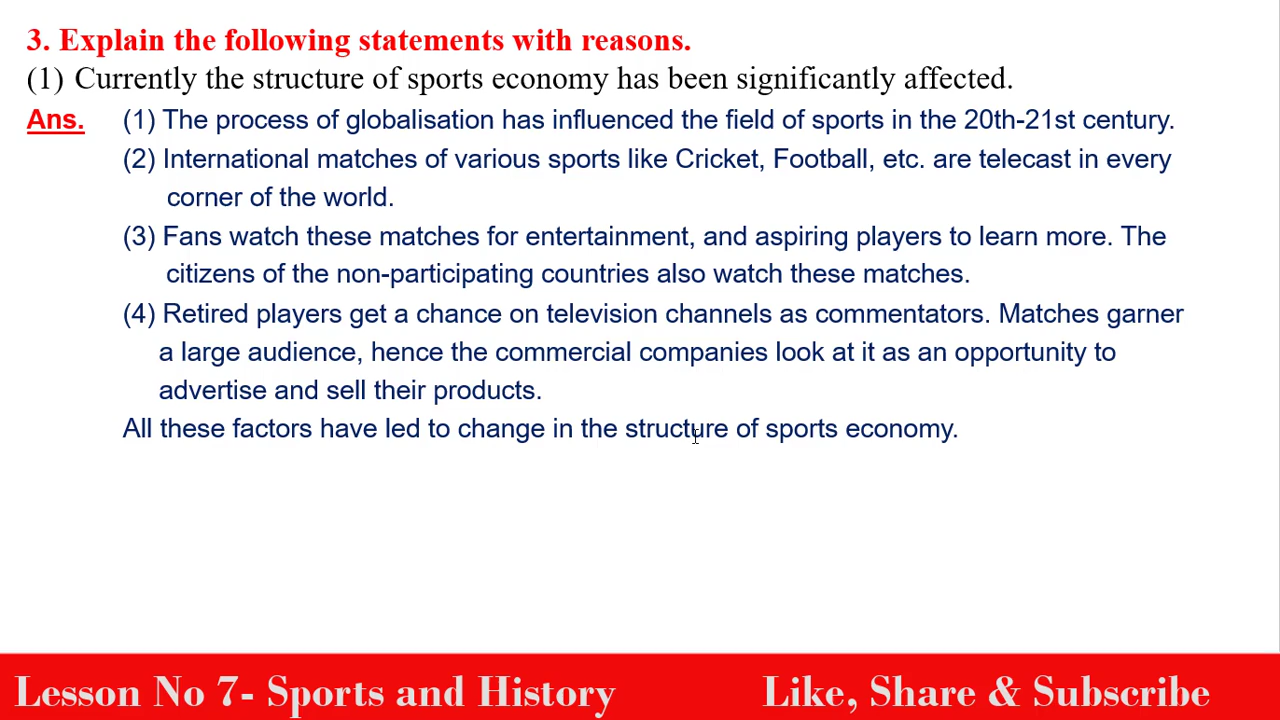 3. Explain the following statements with reasons.
(1) Currently the structure of sports economy has been significantly affected.
Ans. (1) The process of globalisation has influenced the field of sports in the 20th-21st century.
(2) International matches of various sports like Cricket, Football, etc. are telecast in every
corner of the world.
(3) Fans watch these matches for entertainment, and aspiring players to learn more. The
citizens of the non-participating countries also watch these matches.
(4) Retired players get a chance on television channels as commentators. Matches garner
a large audience, hence the commercial companies look at it as an opportunity to
advertise and sell their products.
All these factors have led to change in the structure of sports economy.
Lesson No 7- Sports and History Like, Share & Subscribe